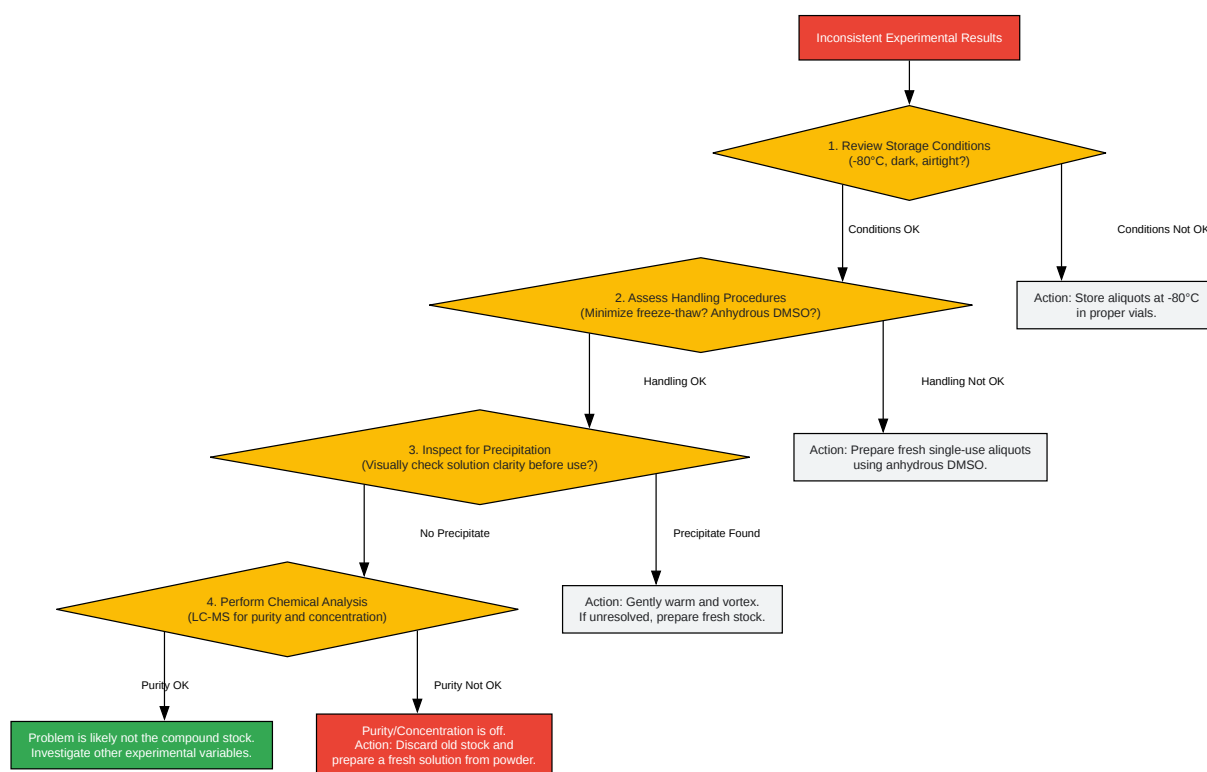 Inconsistent Experimental Results
1. Review Storage Conditions
(-80°C, dark, airtight?)
Conditions OK
Conditions Not OK
2. Assess Handling Procedures
(Minimize freeze-thaw? Anhydrous DMSO?)
Action: Store aliquots at -80°C
in proper vials.
Handling OK
Handling Not OK
3. Inspect for Precipitation
(Visually check solution clarity before use?)
Action: Prepare fresh single-use aliquots
using anhydrous DMSO.
No Precipitate
Precipitate Found
4. Perform Chemical Analysis
(LC-MS for purity and concentration)
Action: Gently warm and vortex.
If unresolved, prepare fresh stock.
Purity OK
Purity Not OK
Problem is likely not the compound stock.
Investigate other experimental variables.
Purity/Concentration is off.
Action: Discard old stock and
prepare a fresh solution from powder.